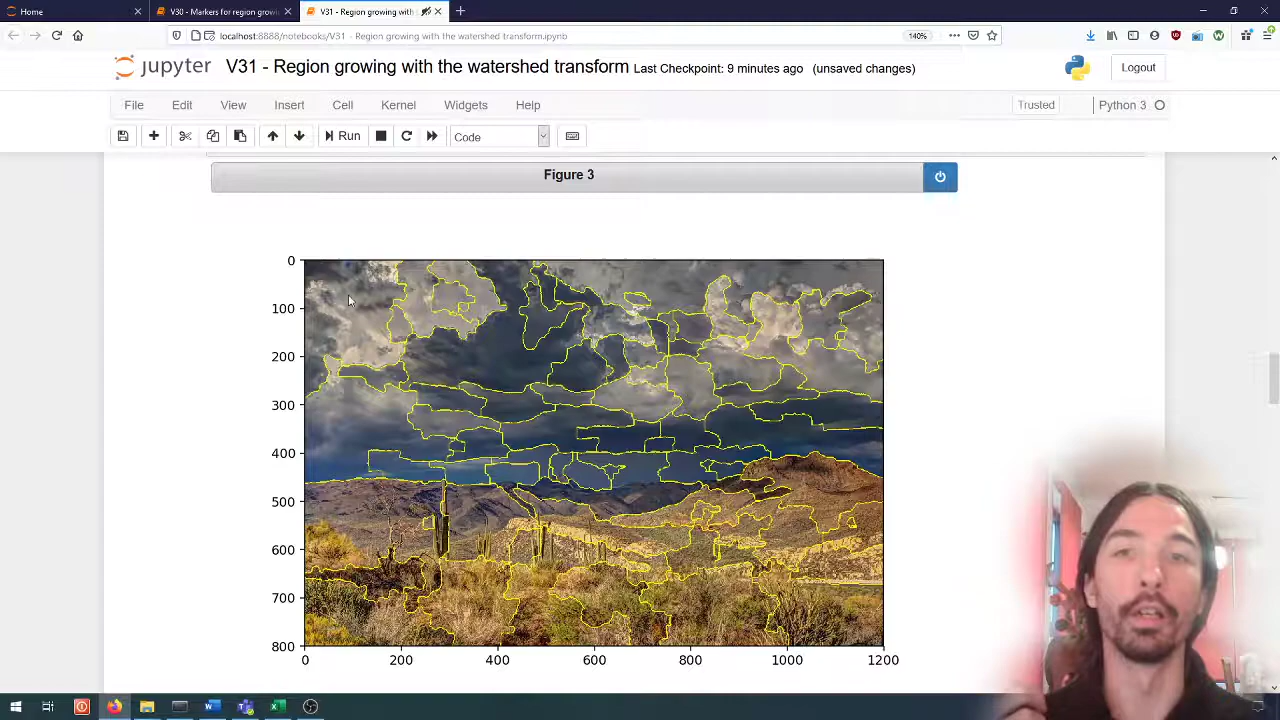 Home
V30 - Markers for region growi
V31 - Region growing with
localhost:8888/notebooks/V31 - Region growing with the watershed transform.ipynb
140%
jupyter V31 - Region growing with the watershed transform Last Checkpoint: 9 minutes ago (unsaved changes)
Logout
File Edit View Insert Cell Kernel Widgets Help
Trusted
Python 3
Run
Code
Figure 3
0
100
200
300
400
500
600
700
800
0 200 400 600 800 1000 1200